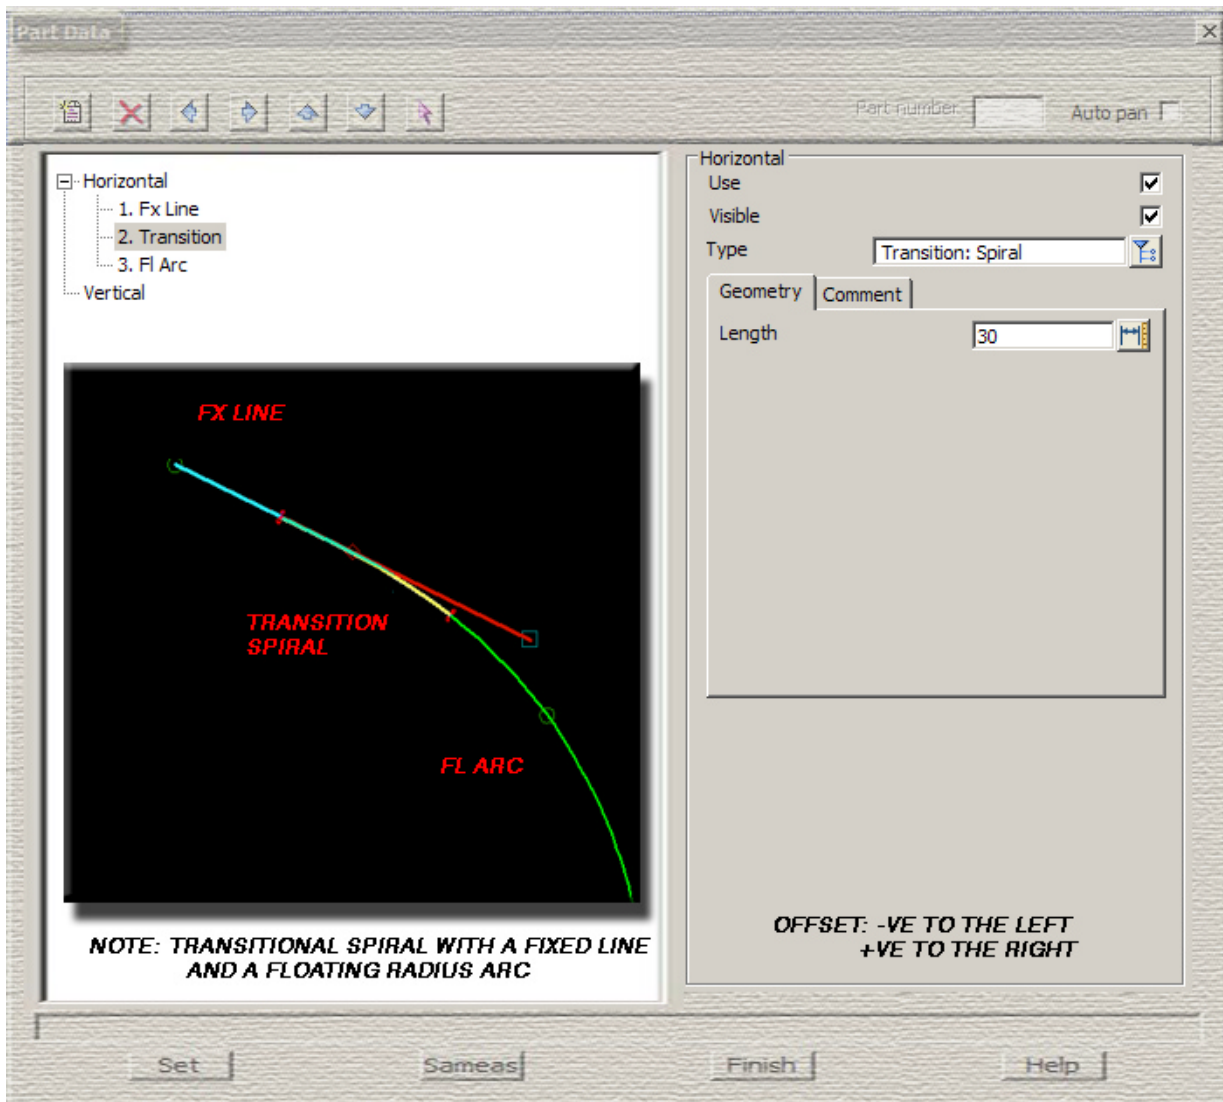 Part Data
Part number
Auto pan
Horizontal
1. Fx Line
2. Transition
3. Fl Arc
Vertical
FX LINE
TRANSITION
SPIRAL
FL ARC
NOTE: TRANSITIONAL SPIRAL WITH A FIXED LINE
AND A FLOATING RADIUS ARC
Horizontal
Use
Visible
Type
Transition: Spiral
Geometry
Comment
Length
30
OFFSET: -VE TO THE LEFT
+VE TO THE RIGHT
Set
Sameas
Finish
Help